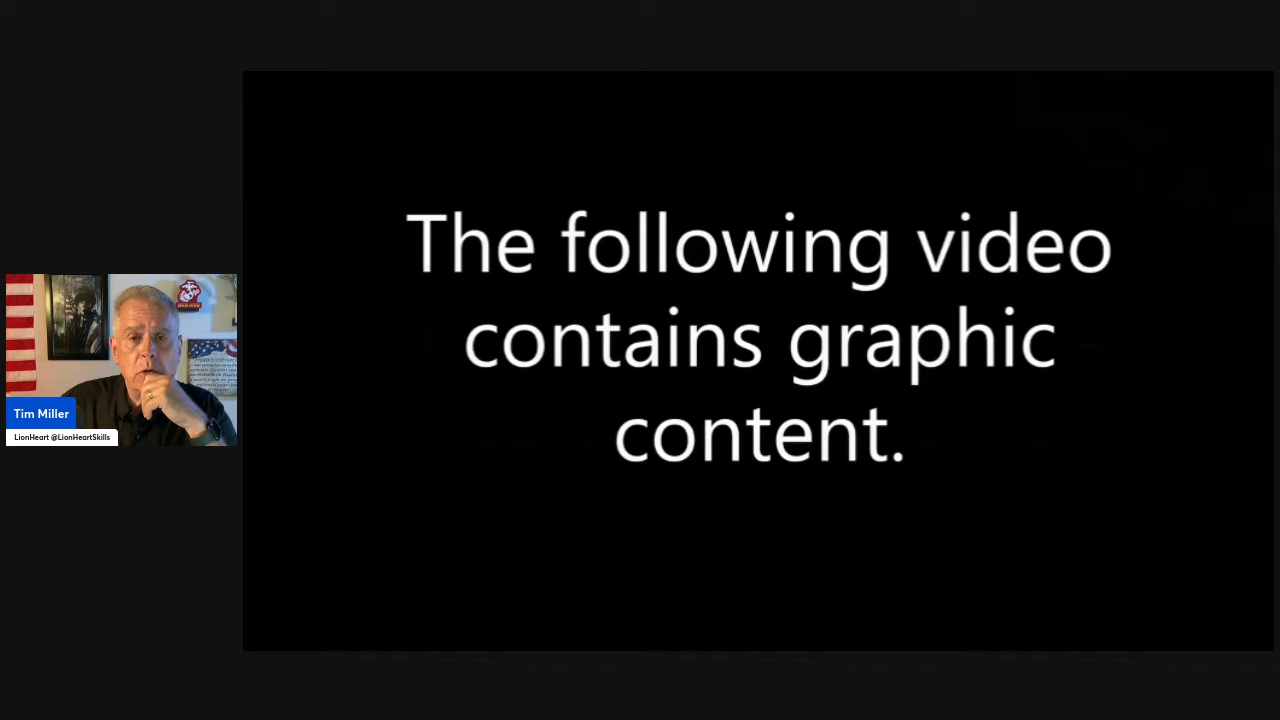 The following video
contains graphic
content.
Tim Miller
LionHeart @LionHeartSkills